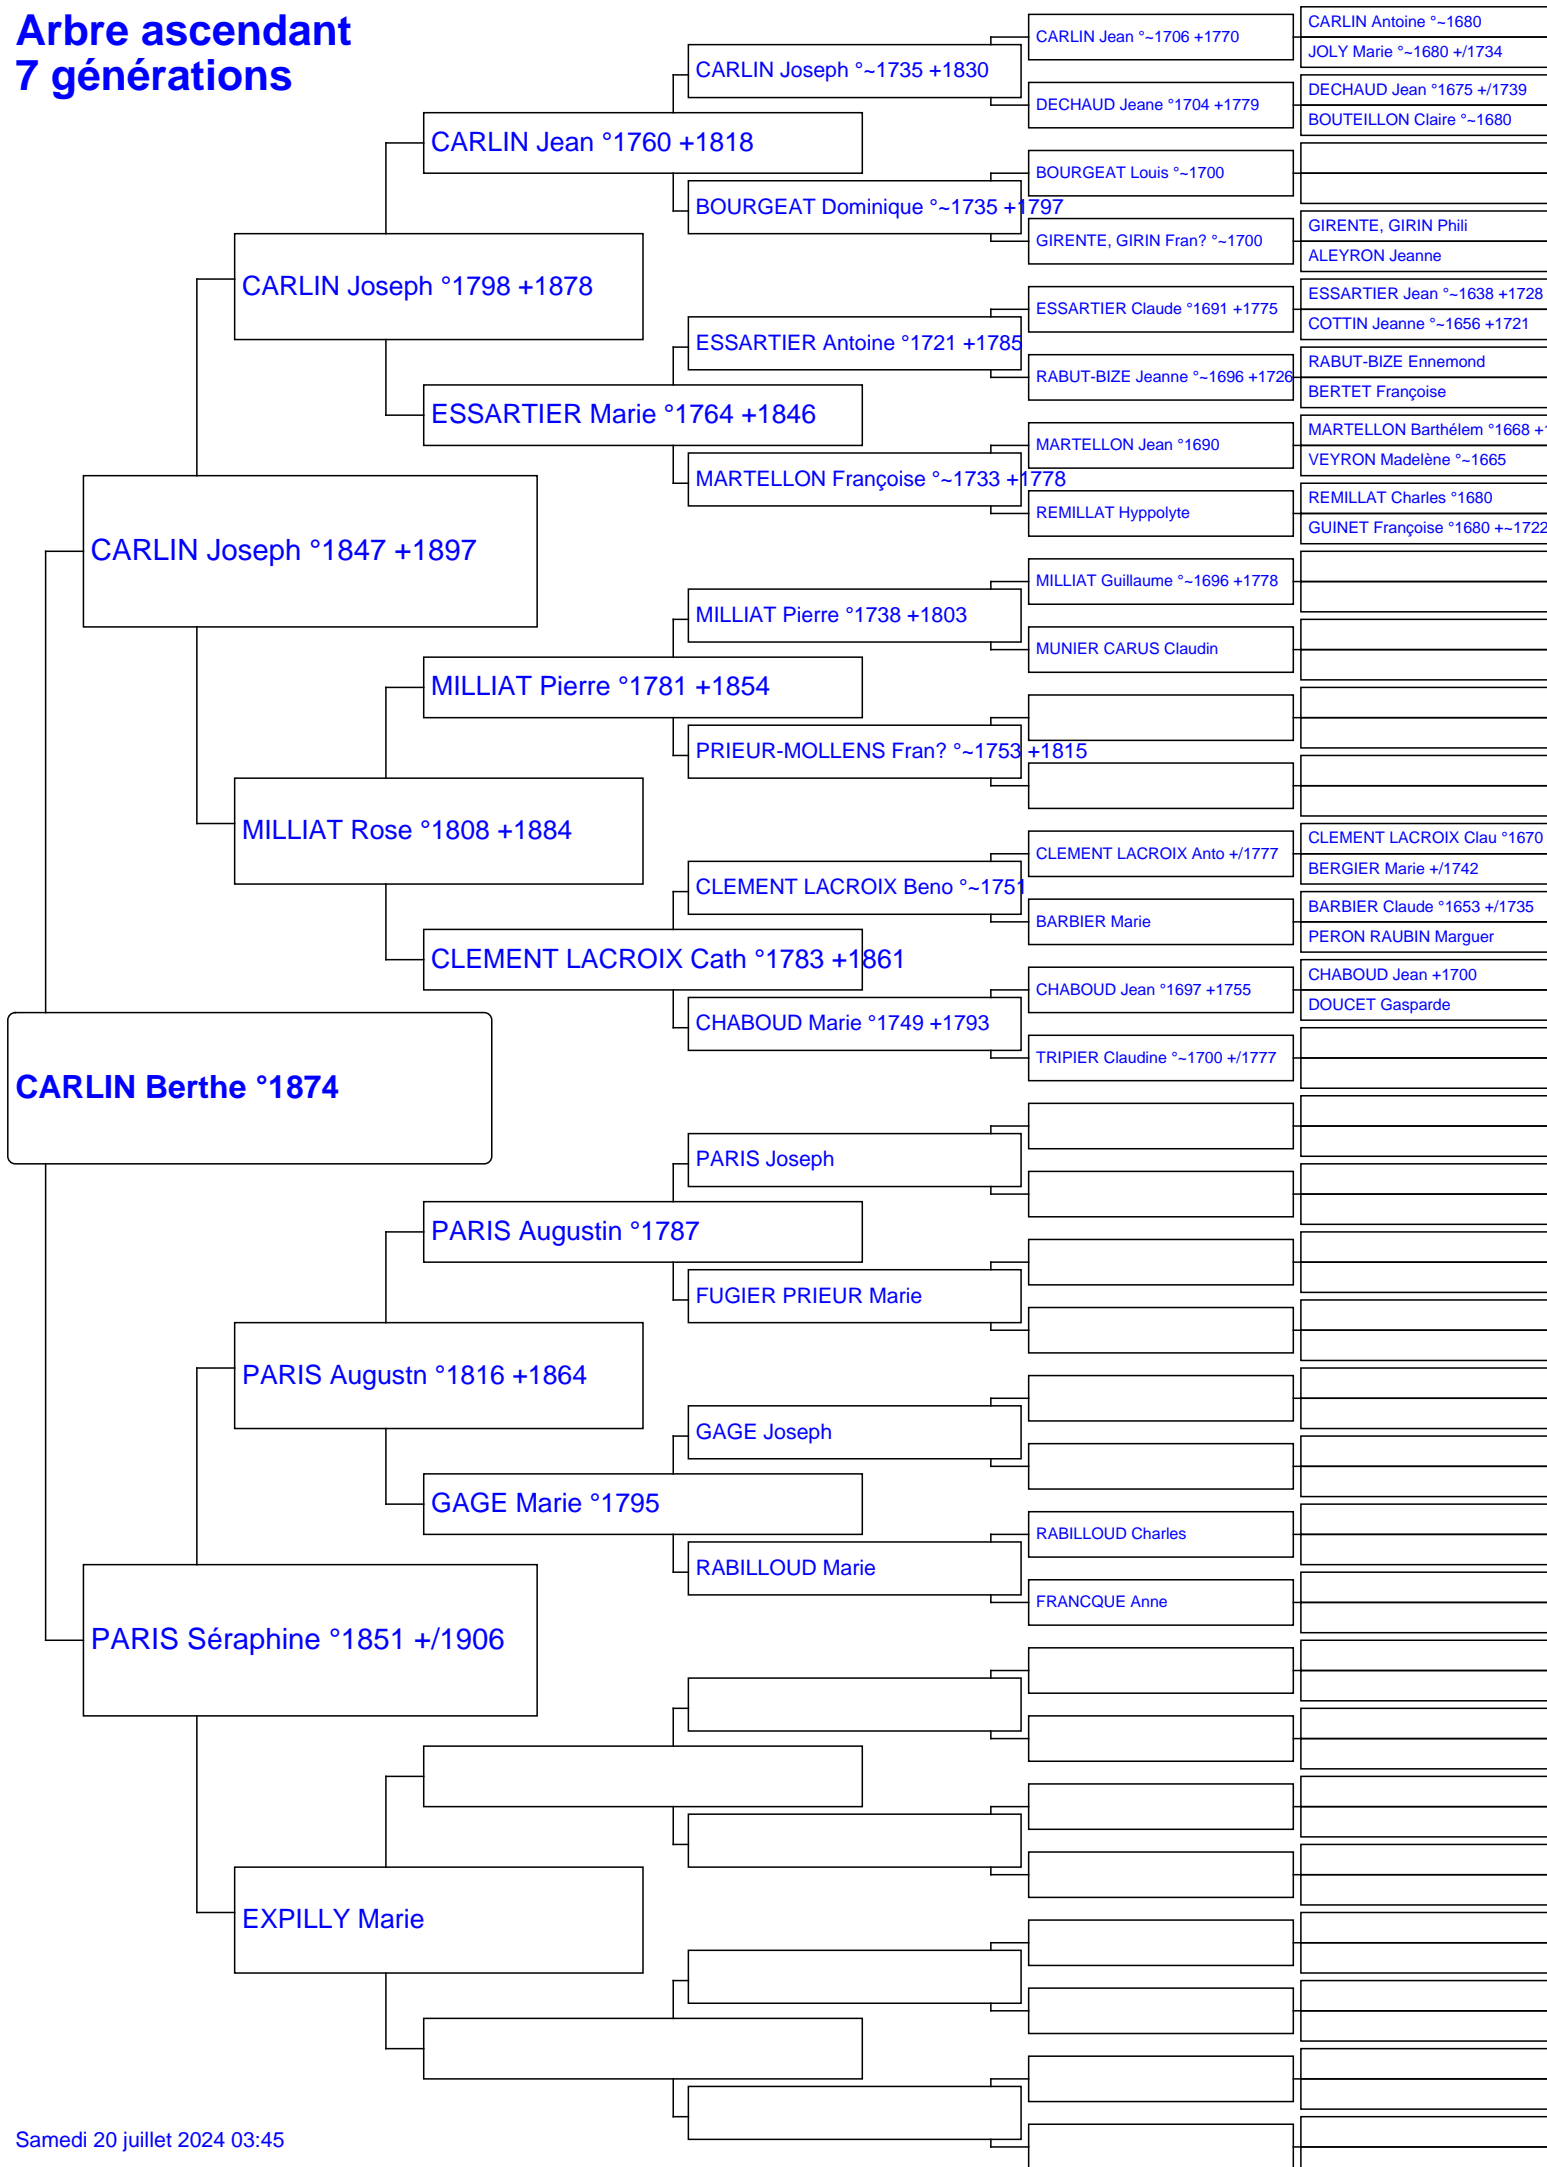 Arbre ascendant
7 générations
CARLIN Berthe °1874
CARLIN Joseph °1847 +1897
PARIS Séraphine °1851 +/1906
CARLIN Joseph °1798 +1878
MILLIAT Rose °1808 +1884
PARIS Augustn °1816 +1864
EXPILLY Marie
CARLIN Jean °1760 +1818
ESSARTIER Marie °1764 +1846
MILLIAT Pierre °1781 +1854
CLEMENT LACROIX Cath °1783 +1861
PARIS Augustin °1787
GAGE Marie °1795
CARLIN Joseph °~1735 +1830
BOURGEAT Dominique °~1735 +1797
ESSARTIER Antoine °1721 +1785
MARTELLON Françoise °~1733 +1778
MILLIAT Pierre °1738 +1803
PRIEUR-MOLLENS Fran? °~1753 +1815
CLEMENT LACROIX Beno °~1751
CHABOUD Marie °1749 +1793
PARIS Joseph
FUGIER PRIEUR Marie
GAGE Joseph
RABILLOUD Marie
CARLIN Jean °~1706 +1770
DECHAUD Jeane °1704 +1779
BOURGEAT Louis °~1700
GIRENTE, GIRIN Fran? °~1700
ESSARTIER Claude °1691 +1775
RABUT-BIZE Jeanne °~1696 +1726
MARTELLON Jean °1690
REMILLAT Hyppolyte
MILLIAT Guillaume °~1696 +1778
MUNIER CARUS Claudin
CLEMENT LACROIX Anto +/1777
BARBIER Marie
CHABOUD Jean °1697 +1755
TRIPIER Claudine °~1700 +/1777
RABILLOUD Charles
FRANCQUE Anne
CARLIN Antoine °~1680
JOLY Marie °~1680 +/1734
DECHAUD Jean °1675 +/1739
BOUTEILLON Claire °~1680
GIRENTE, GIRIN Phili
ALEYRON Jeanne
ESSARTIER Jean °~1638 +1728
COTTIN Jeanne °~1656 +1721
RABUT-BIZE Ennemond
BERTET Françoise
MARTELLON Barthélem °1668
VEYRON Madelène °~1665
REMILLAT Charles °1680
GUINET Françoise °1680 +~1722
CLEMENT LACROIX Clau °1670
BERGIER Marie +/1742
BARBIER Claude °1653 +/1735
PERON RAUBIN Marguer
CHABOUD Jean +1700
DOUCET Gasparde
Samedi 20 juillet 2024 03:45